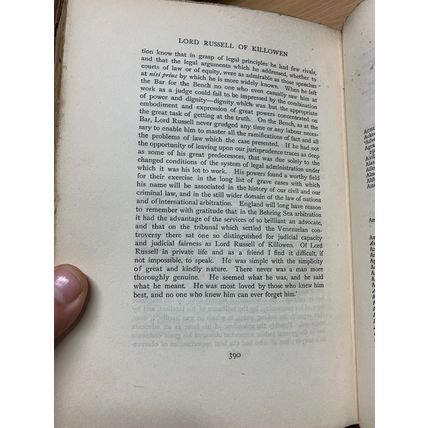 LORD RUSSELL OF KILLOWEN
tion know that in grasp of legal principles he had few rivals,
and that the legal arguments which he addressed, whether to
courts of law or of equity, were as admirable as those speeches
at nisi prius by which he is more widely known. When he left
the Bar for the Bench no one who even casually saw him at
work as a judge could fail to be impressed by the combination
of power and dignity—dignity which was but the appropriate
embodiment and expression of great powers concentrated on
the great task of getting at truth. On the Bench, as at the
Bar, Lord Russell never grudged any time or any labour neces-
sary to enable him to master all the ramifications of fact and all
the problems of law which the case presented. If he had not
the opportunity of leaving upon our jurisprudence traces as deep
as some of his great predecessors, that was due solely to the
changed conditions of the system of legal administration under
which it was his lot to work. His powers found a worthy field
for their exercise in the long list of grave cases with which
his name will be associated in the history of our civil and our
criminal law, and in the still wider domain of the law of nations
and of international arbitration. England will long have reason
to remember with gratitude that in the Behring Sea arbitration
it had the advantage of the services of so brilliant an advocate,
and that on the tribunal which settled the Venezuelan con-
troversy there sat one so distinguished for judicial capacity
and judicial fairness as Lord Russell of Killowen. Of Lord
Russell in private life and as a friend I find it difficult, if
not impossible, to speak. He was simple with the simplicity
of great and kindly nature. There never was a man more
thoroughly genuine. He seemed what he was, and he said
what he meant. He was most loved by those who knew him
best, and no one who knew him can ever forget him.'
390